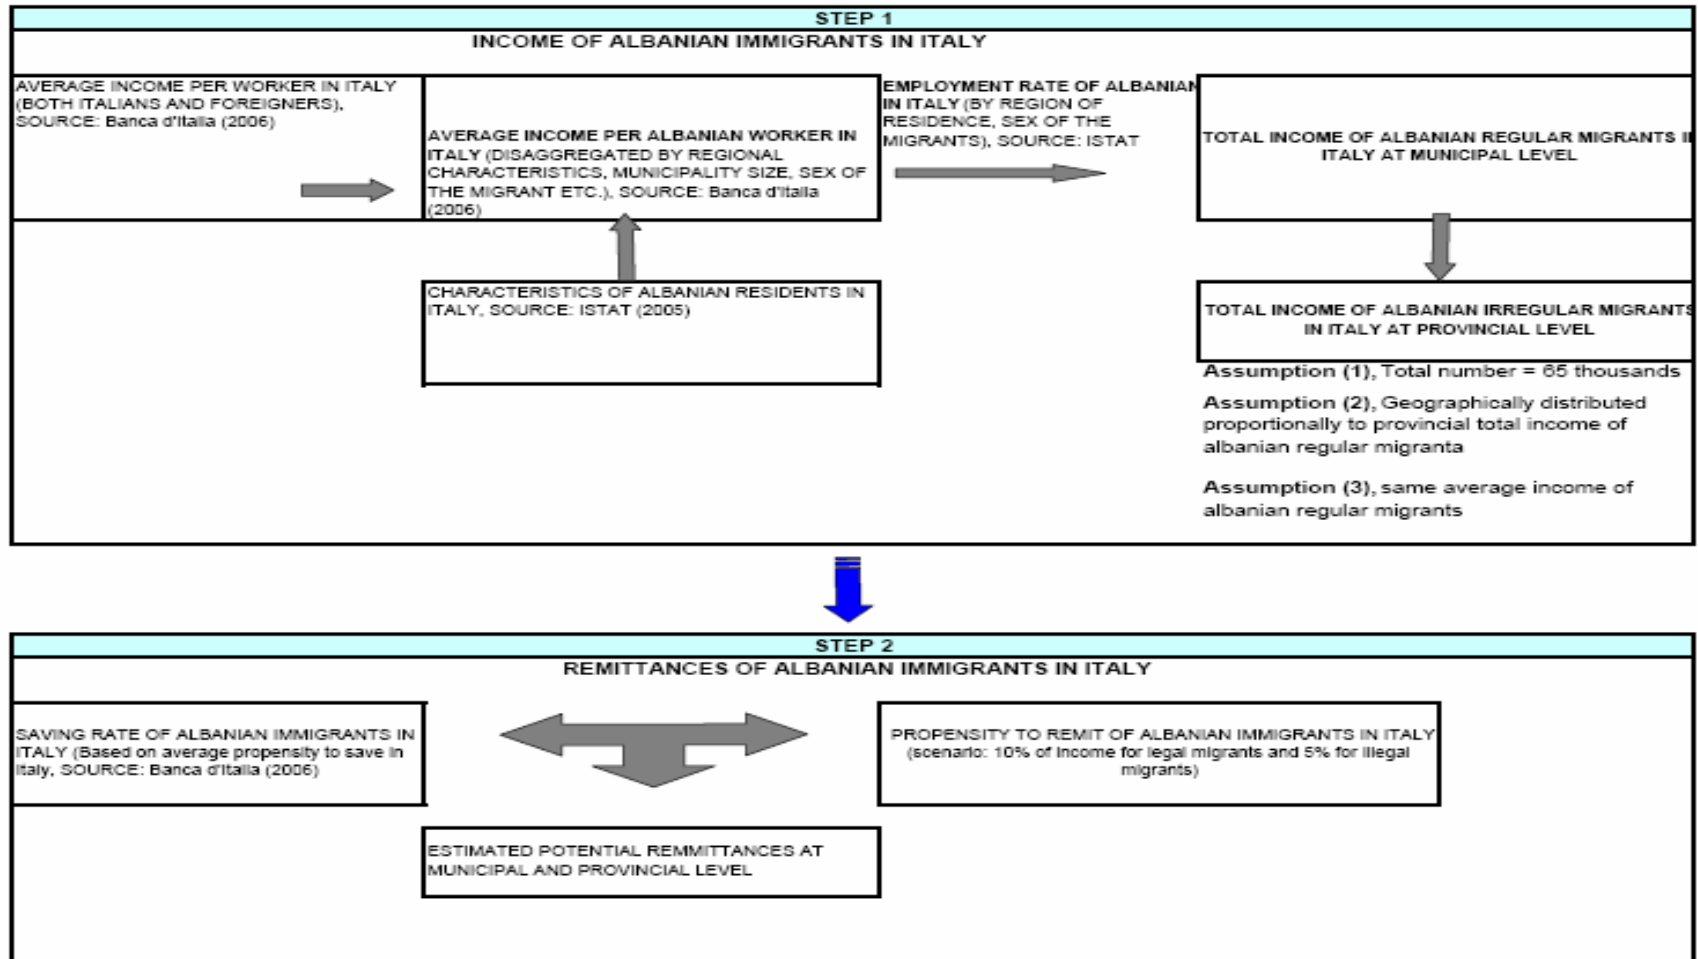 STEP 1
INCOME OF ALBANIAN IMMIGRANTS IN ITALY
AVERAGE INCOME PER WORKER IN ITALY
(BOTH ITALIANS AND FOREIGNERS),
SOURCE: Banca d'Italia (2006)
AVERAGE INCOME PER ALBANIAN WORKER IN
ITALY (DISAGGREGATED BY REGIONAL
CHARACTERISTICS, MUNICIPALITY SIZE, SEX OF
THE MIGRANT ETC.), SOURCE: Banca d'Italia
(2006)
EMPLOYMENT RATE OF ALBANIAN
IN ITALY (BY REGION OF
RESIDENCE, SEX OF THE
MIGRANTS), SOURCE: ISTAT
TOTAL INCOME OF ALBANIAN REGULAR MIGRANTS I
ITALY AT MUNICIPAL LEVEL
CHARACTERISTICS OF ALBANIAN RESIDENTS IN
ITALY, SOURCE: ISTAT (2005)
TOTAL INCOME OF ALBANIAN IRREGULAR MIGRANTS
IN ITALY AT PROVINCIAL LEVEL
Assumption (1), Total number = 65 thousands
Assumption (2), Geographically distributed
proportionally to provincial total income of
albanian regular migranta
Assumption (3), same average income of
albanian regular migrants
STEP 2
REMITTANCES OF ALBANIAN IMMIGRANTS IN ITALY
SAVING RATE OF ALBANIAN IMMIGRANTS IN
ITALY (Based on average propensity to save in
Italy, SOURCE: Banca d'Italia (2006)
PROPENSITY TO REMIT OF ALBANIAN IMMIGRANTS IN ITALY
(scenario: 10% of income for legal migrants and 5% for illegal
migrants)
ESTIMATED POTENTIAL REMMITTANCES AT
MUNICIPAL AND PROVINCIAL LEVEL